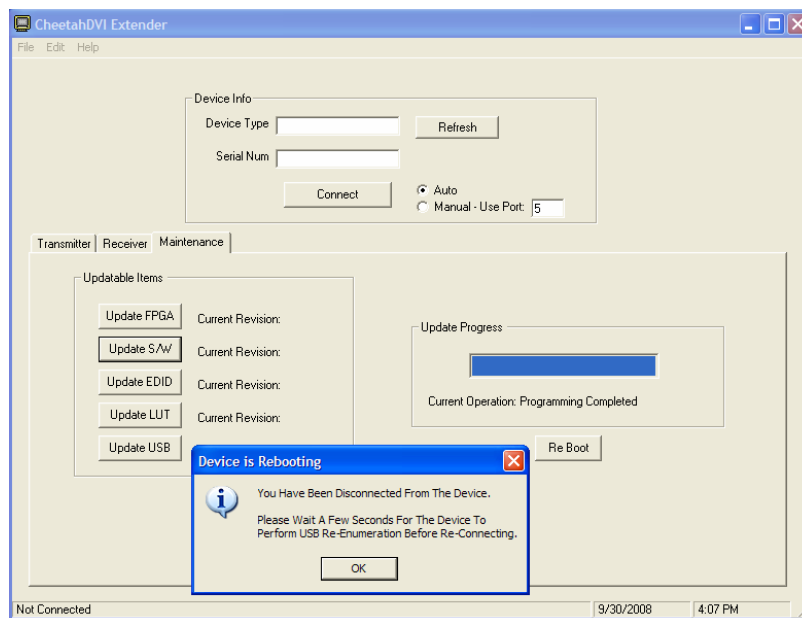 CheetahDVI Extender
File Edit Help
Device Info
Device Type
Refresh
Serial Num
Connect
Auto
Manual - Use Port: 5
Transmitter Receiver Maintenance
Updatable Items
Update FPGA Current Revision:
Update S/W Current Revision:
Update EDID Current Revision:
Update LUT Current Revision:
Update USB
Update Progress
Current Operation: Programming Completed
Re Boot
Device is Rebooting
You Have Been Disconnected From The Device.
Please Wait A Few Seconds For The Device To
Perform USB Re-Enumeration Before Re-Connecting.
OK
Not Connected 9/30/2008 4:07 PM